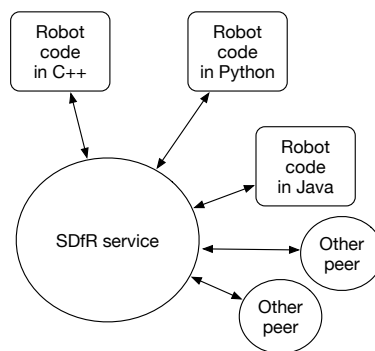 Robot
code
in C++
Robot
code
in Python
Robot
code
in Java
SDfR service
Other
peer
Other
peer